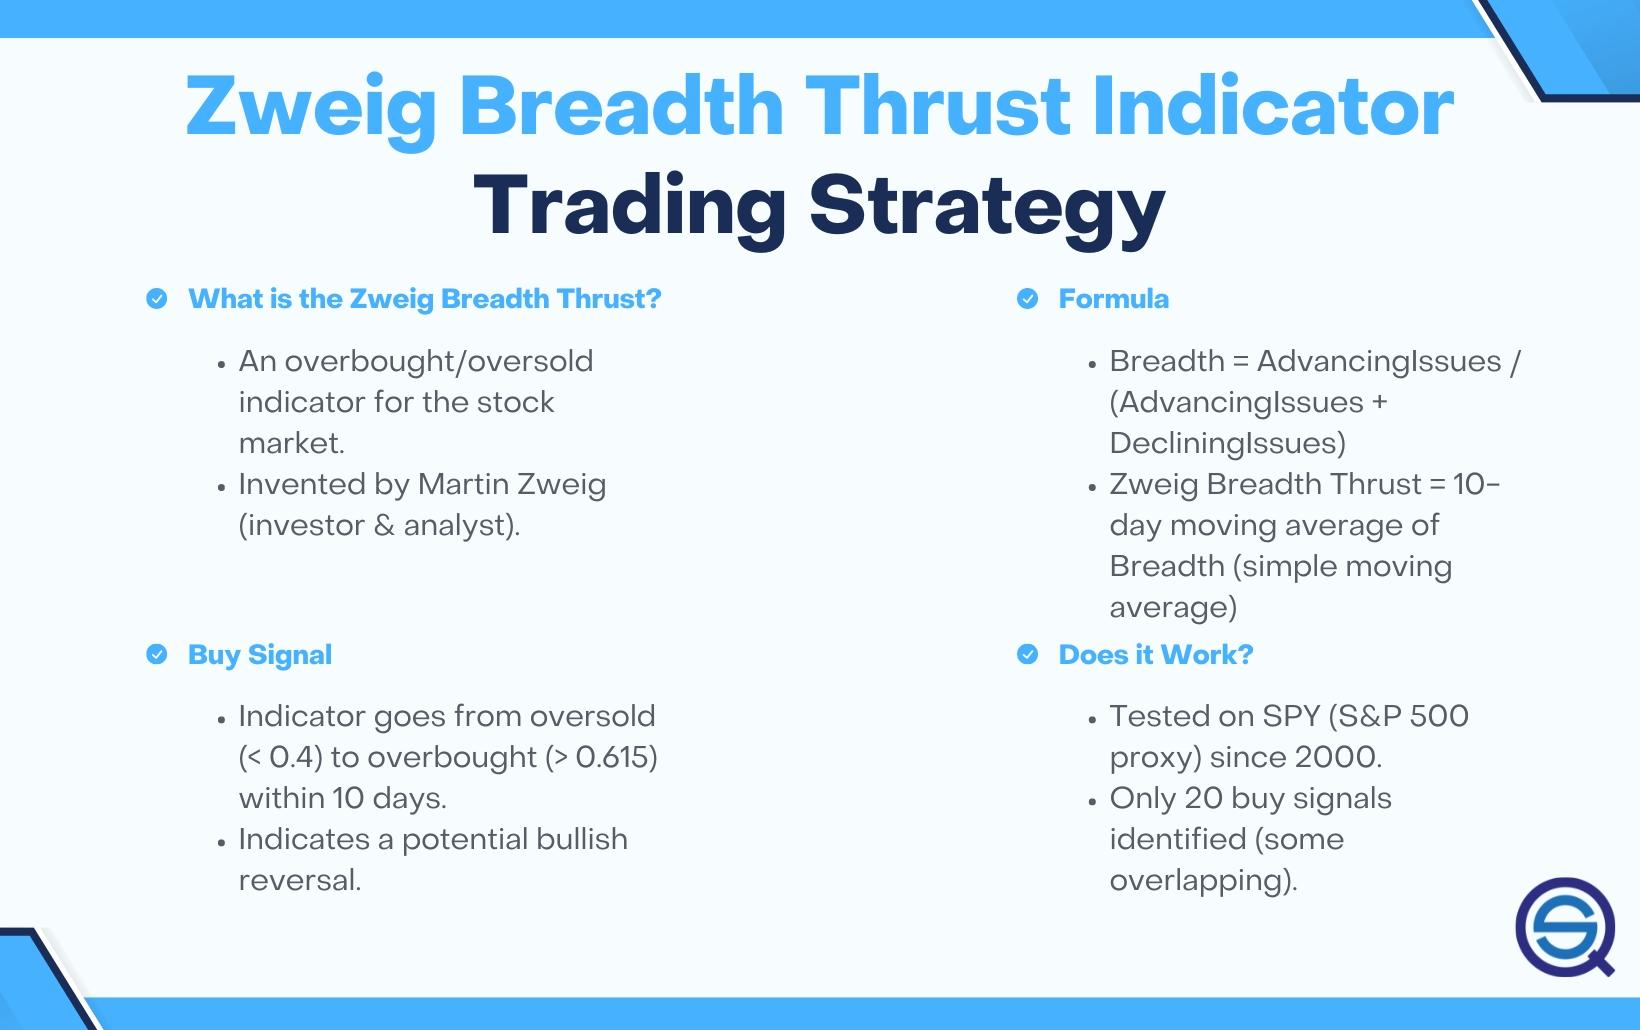 Zweig Breadth Thrust Indicator
Trading Strategy
What is the Zweig Breadth Thrust?
• An overbought/oversold
indicator for the stock
market.
• Invented by Martin Zweig
(investor & analyst).
Formula
• Breadth = AdvancingIssues /
(AdvancingIssues +
DecliningIssues)
• Zweig Breadth Thrust = 10-
day moving average of
Breadth (simple moving
average)
Buy Signal
• Indicator goes from oversold
(< 0.4) to overbought (> 0.615)
within 10 days.
• Indicates a potential bullish
reversal.
Does it Work?
• Tested on SPY (S&P 500
proxy) since 2000.
• Only 20 buy signals
identified (some
overlapping).